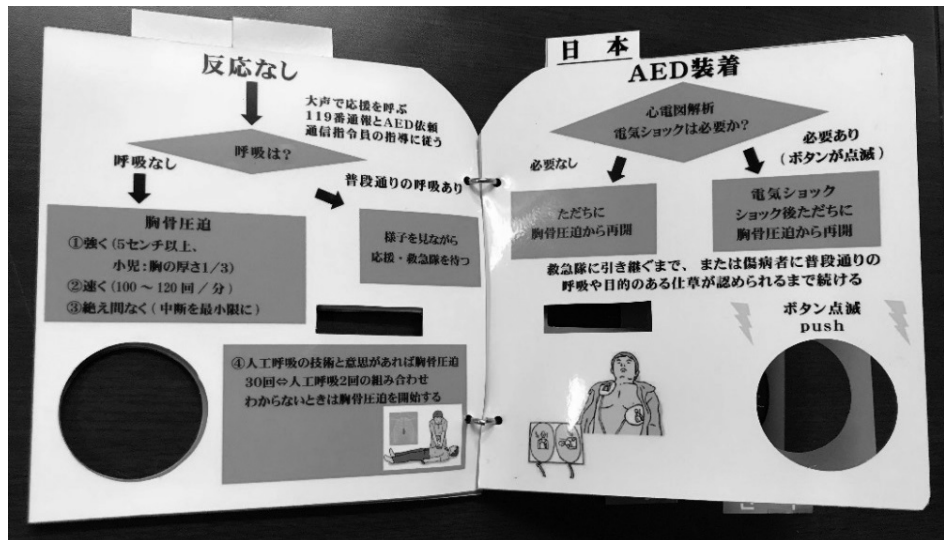 反応なし
大声で応援を呼ぶ
119番通報とAED依頼
通信指令員の指導に従う
呼吸は?
呼吸なし
普段通りの呼吸あり
胸骨圧迫
①強く(5センチ以上、
小児:胸の厚さ1/3)
②速く(100~120回/分)
③絶え間なく(中断を最小限に)
様子を見ながら
応援・救急隊を待つ
④人工呼吸の技術と意思があれば胸骨圧迫
30回⇔人工呼吸2回の組み合わせ
わからないときは胸骨圧迫を開始する
日 本
AED装着
心電図解析
電気ショックは必要か?
必要なし
必要あり
(ボタンが点滅)
ただちに
胸骨圧迫から再開
電気ショック
ショック後ただちに
胸骨圧迫から再開
救急隊に引き継ぐまで、または傷病者に普段通りの
呼吸や目的のある仕草が認められるまで続ける
ボタン点滅
push